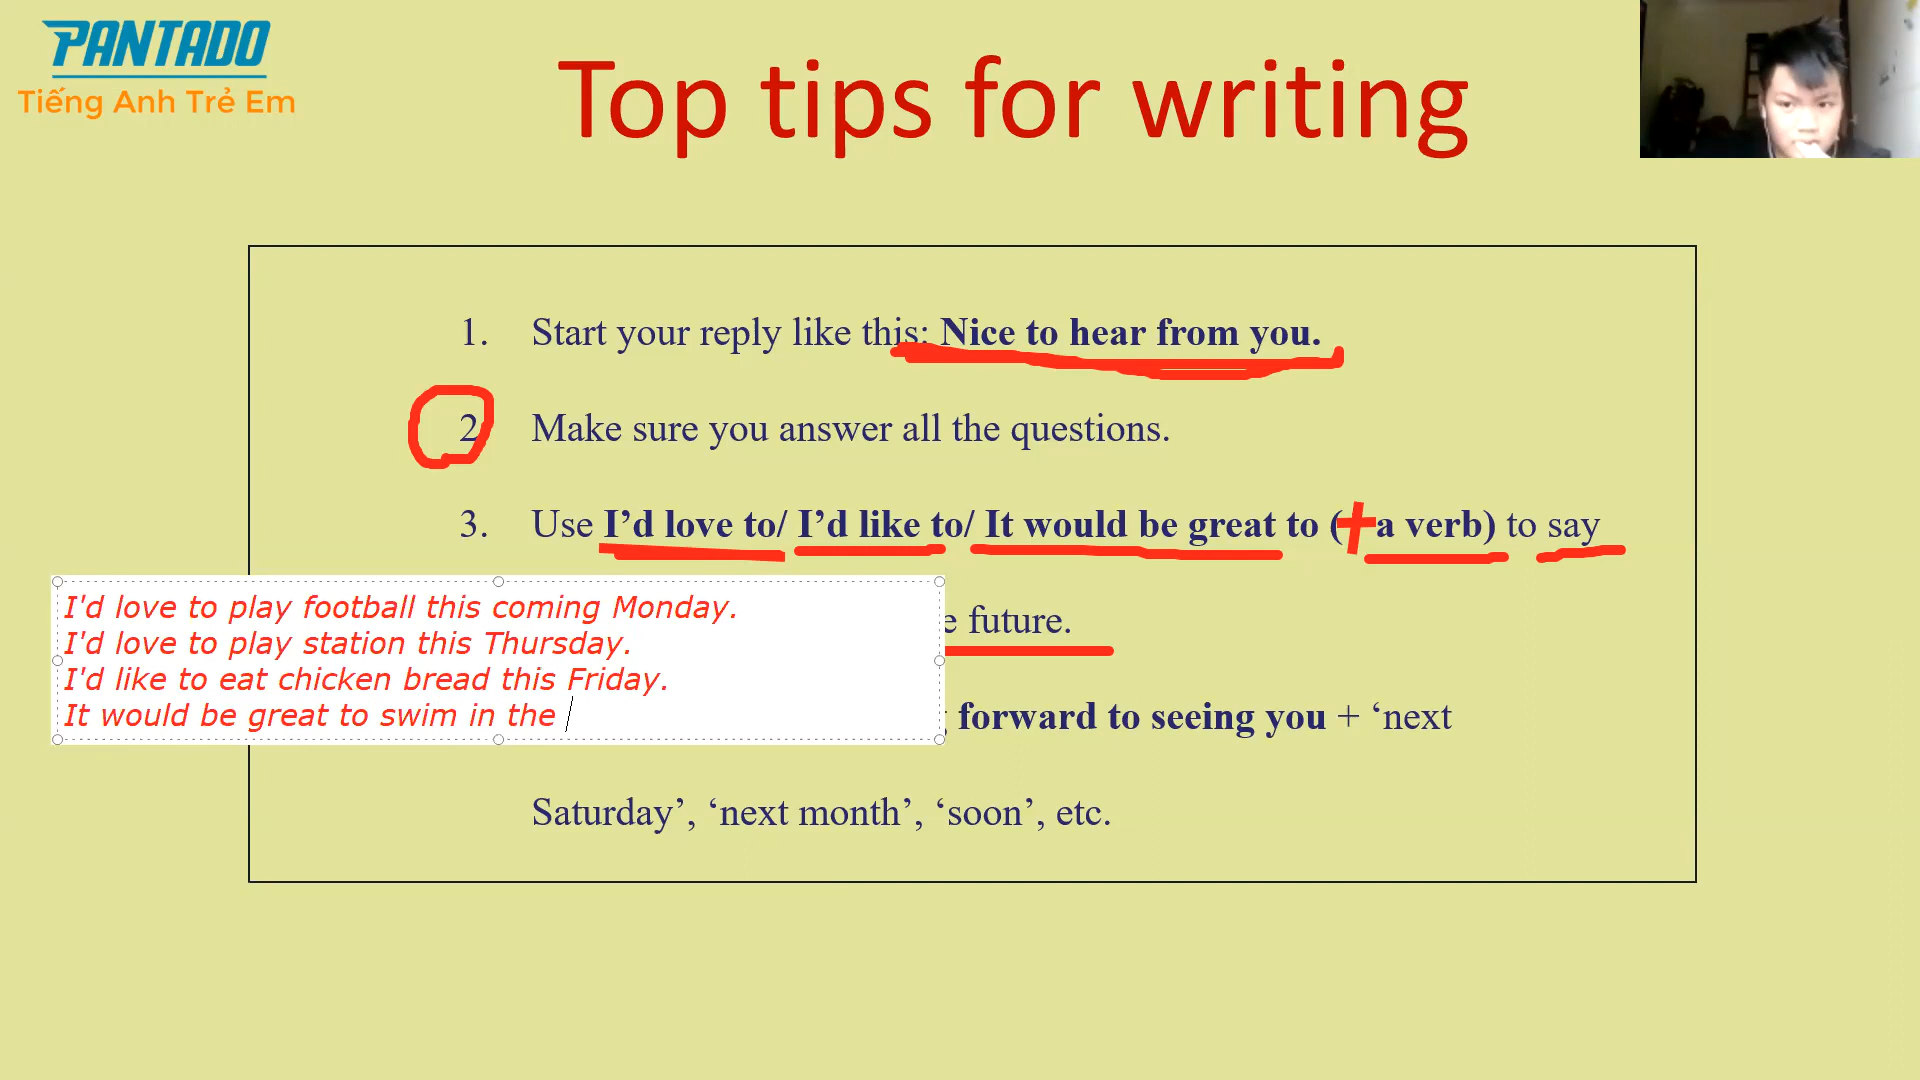 PANTADO
Tiếng Anh Trẻ Em
Top tips for writing
1. Start your reply like this: Nice to hear from you.
2 Make sure you answer all the questions.
3. Use I’d love to/ I’d like to/ It would be great to (+a verb) to say
e future.
I'd love to play football this coming Monday.
I'd love to play station this Thursday.
I'd like to eat chicken bread this Friday.
It would be great to swim in the
forward to seeing you + ‘next
Saturday’, ‘next month’, ‘soon’, etc.